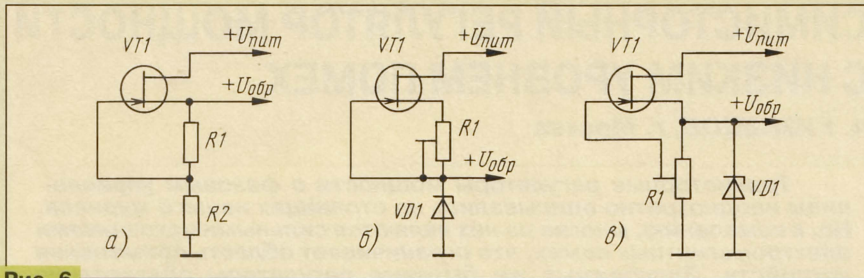 VT1
+Uпит
+Uобр
R1
R2
а)
VT1
+Uпит
R1
+Uобр
VD1
б)
VT1
+Uпит
+Uобр
R1
VD1
в)
Рис. 6